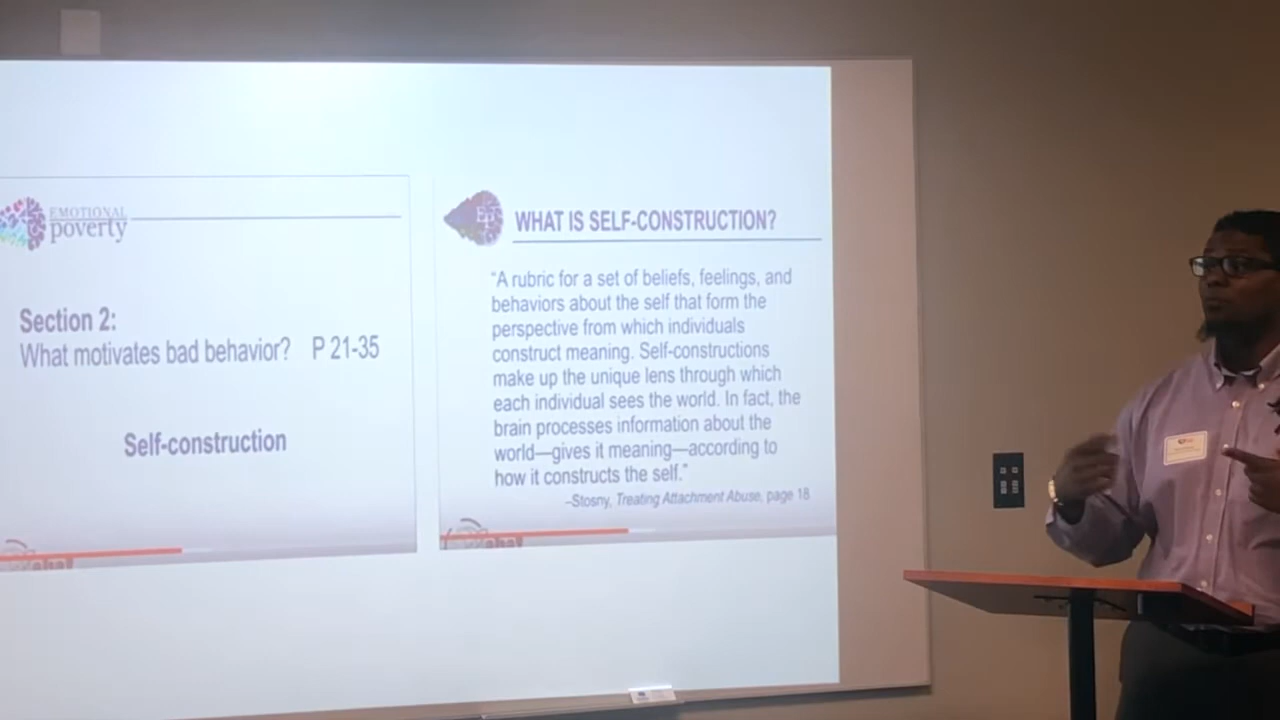 EMOTIONAL
poverty
Section 2:
What motivates bad behavior? P 21-35
Self-construction
EP
WHAT IS SELF-CONSTRUCTION?
“A rubric for a set of beliefs, feelings, and
behaviors about the self that form the
perspective from which individuals
construct meaning. Self-constructions
make up the unique lens through which
each individual sees the world. In fact, the
brain processes information about the
world—gives it meaning—according to
how it constructs the self.”
–Stosny, Treating Attachment Abuse, page 18